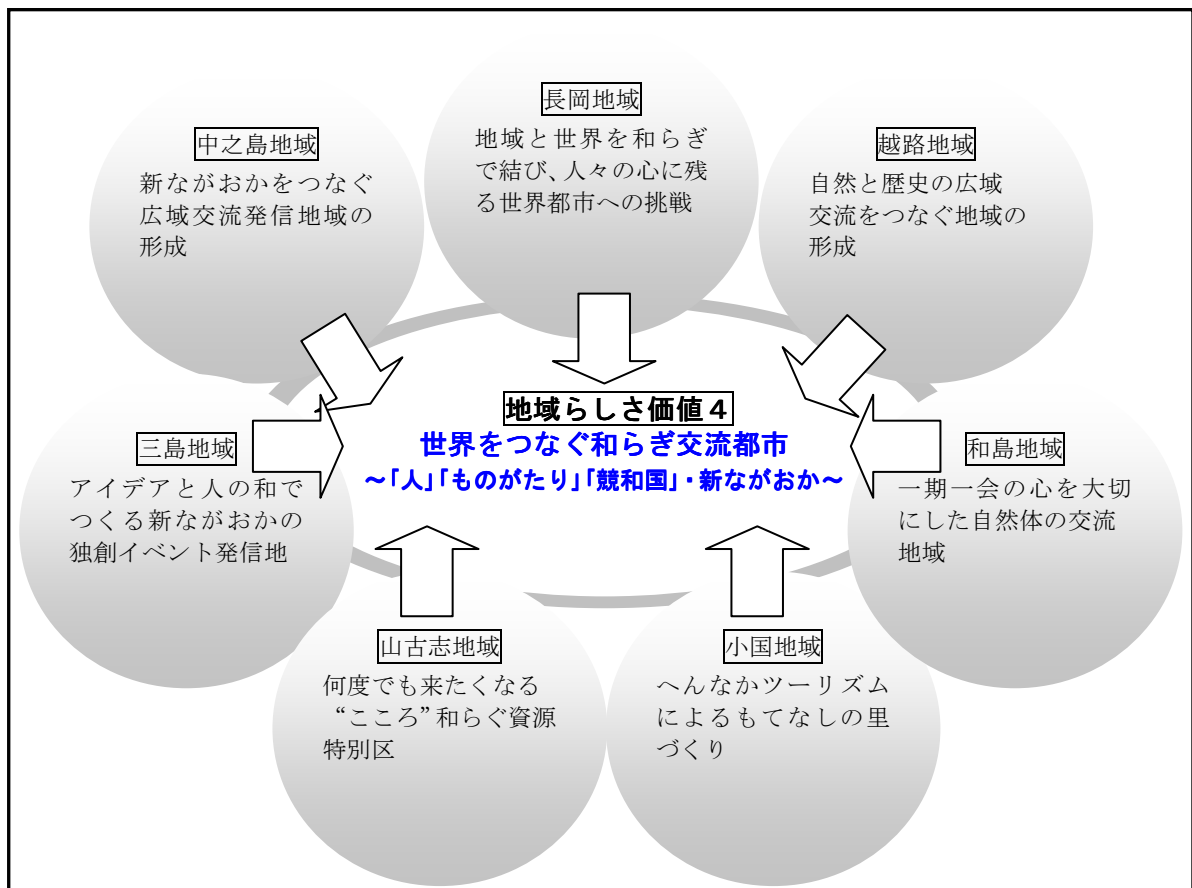 長岡地域
地域と世界を和らぎ
で結び、人々の心に残
る世界都市への挑戦
中之島地域
新ながおかをつなぐ
広域交流発信地域の
形成
越路地域
自然と歴史の広域
交流をつなぐ地域の
形成
地域らしさ価値4
世界をつなぐ和らぎ交流都市
~「人」「ものがたり」「競和国」・新ながおか~
三島地域
アイデアと人の和で
つくる新ながおかの
独創イベント発信地
和島地域
一期一会の心を大切
にした自然体の交流
地域
山古志地域
何度でも来たくなる
“こころ”和らぐ資源
特別区
小国地域
へんなかツーリズム
によるもてなしの里
づくり